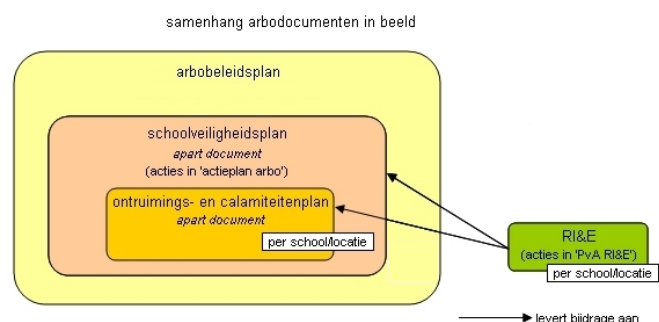 samenhang arbodocumenten in beeld
arbobeleidsplan
schoolveiligheidsplan
apart document
(acties in 'actieplan arbo')
ontruimings- en calamiteitenplan
apart document
per school/locatie
RI&E
(acties in 'PvA RI&E')
per school/locatie
levert bijdrage aan